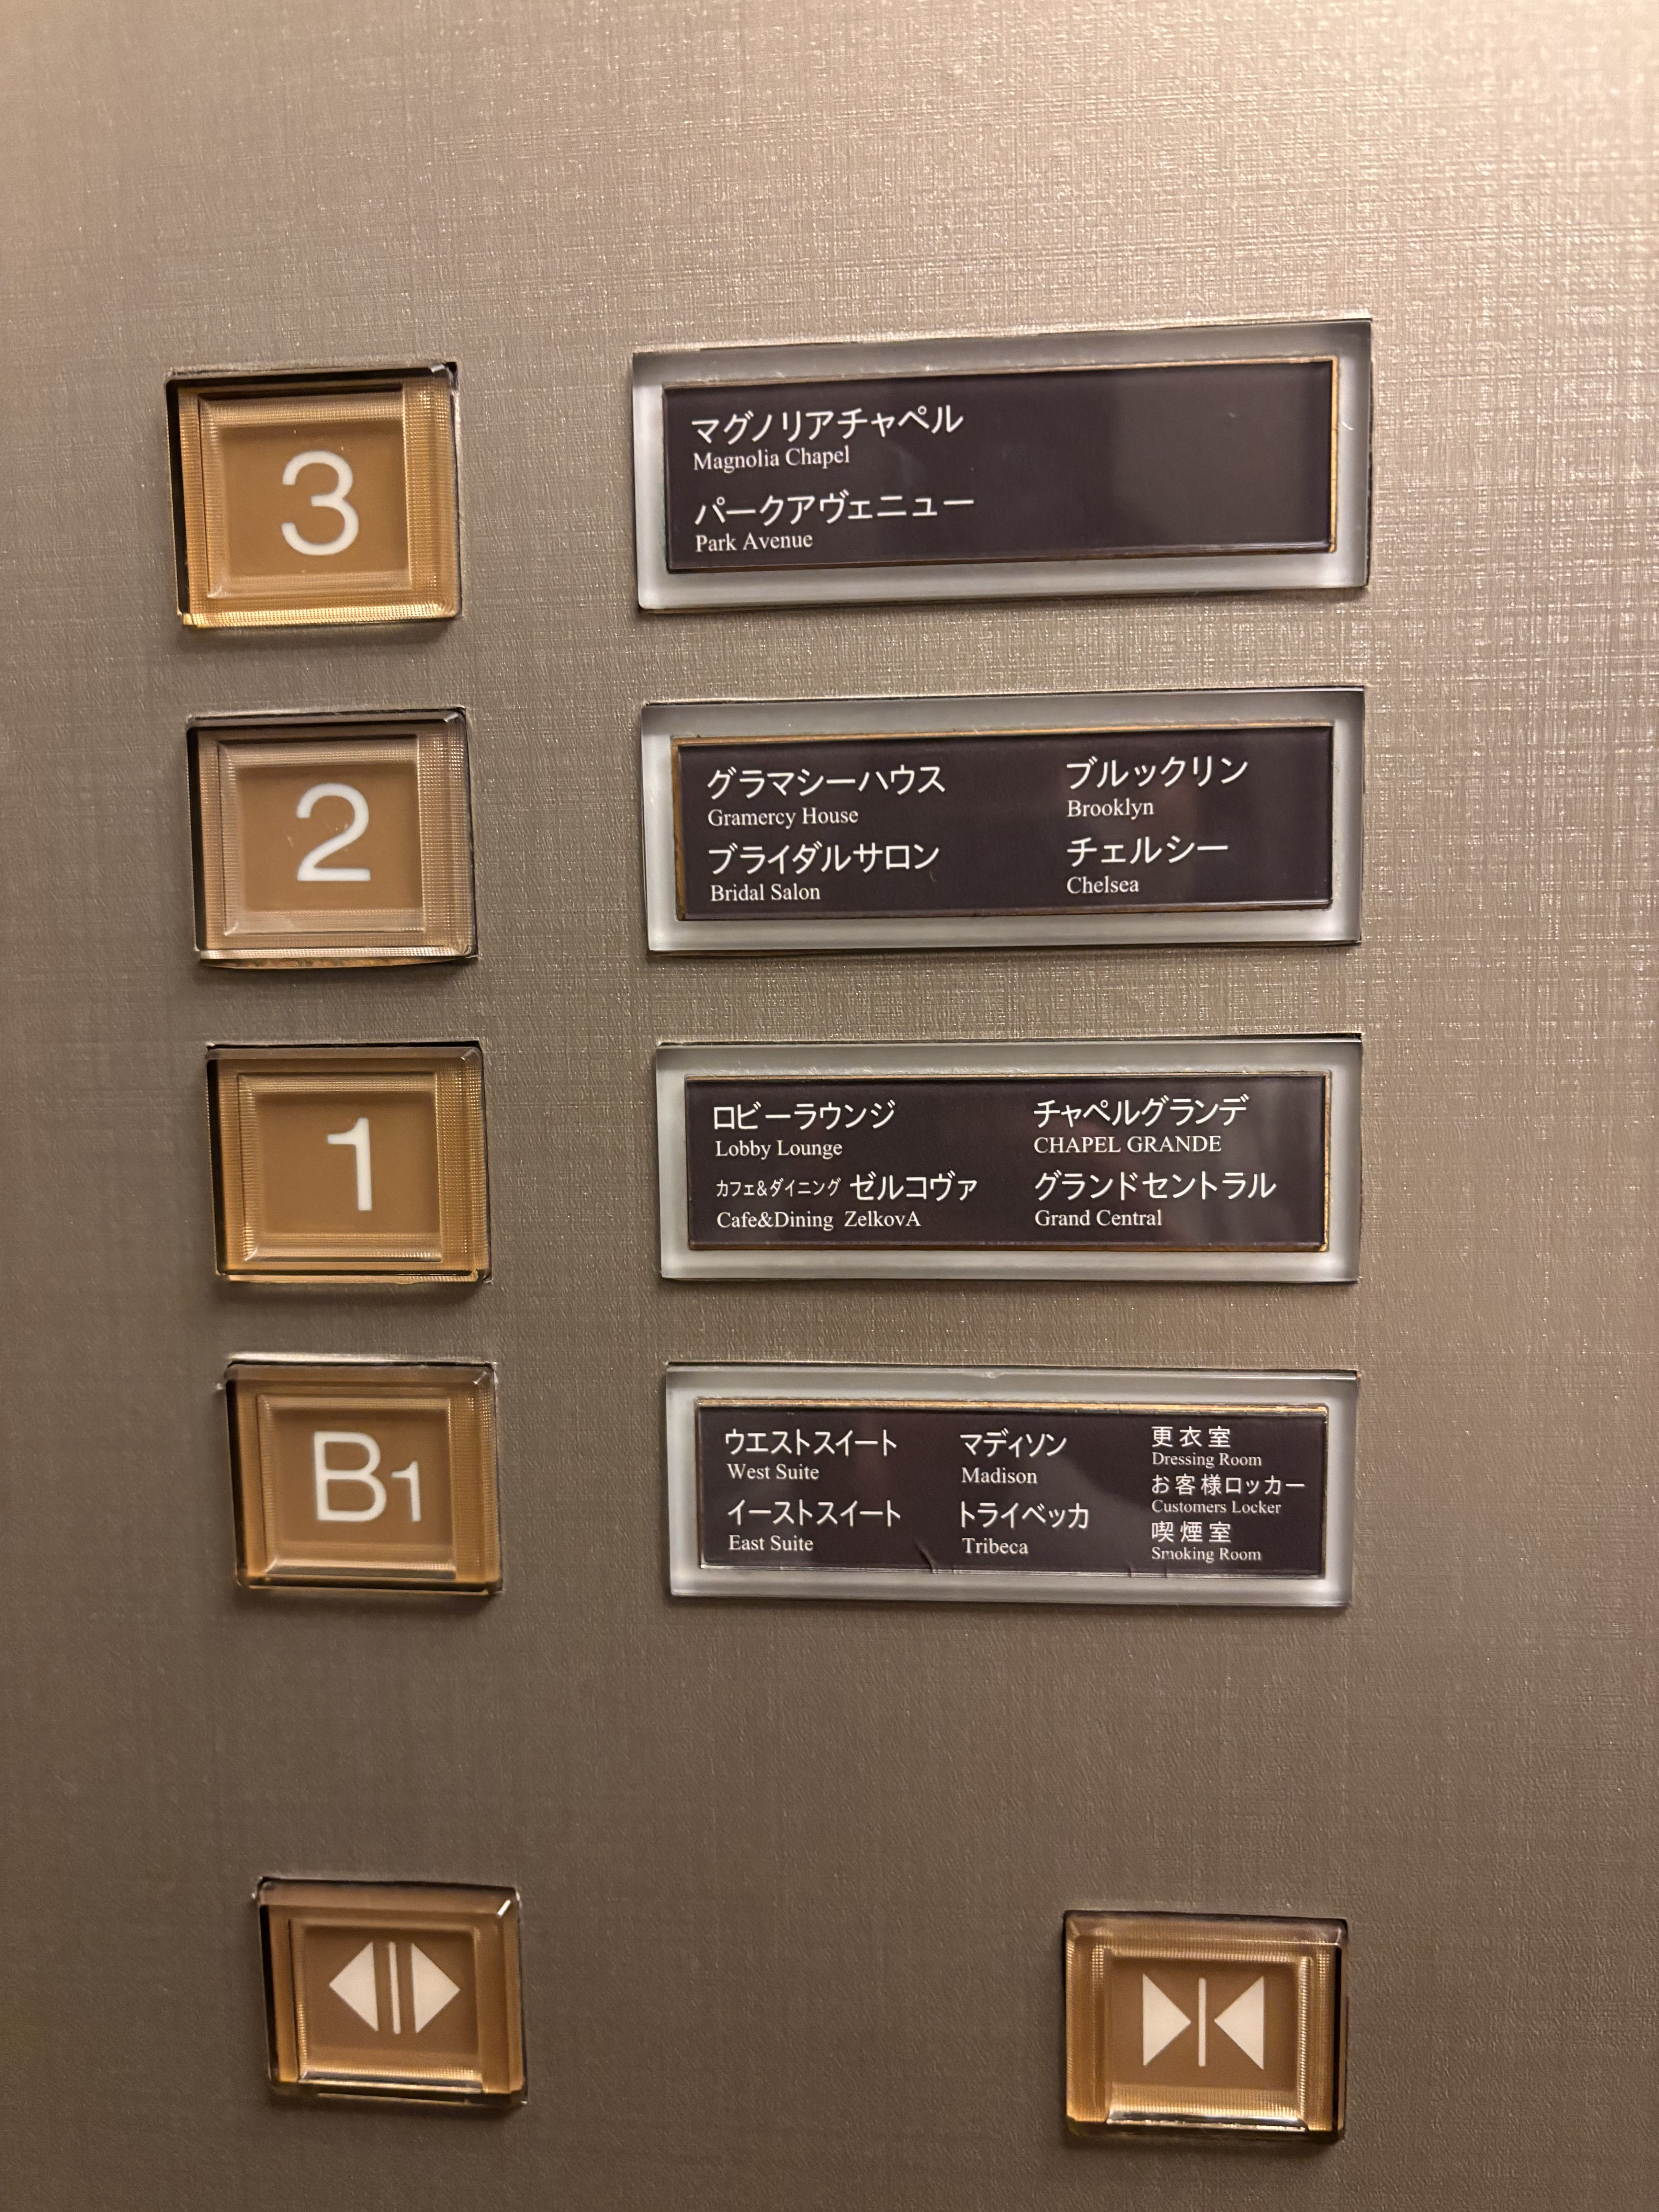 3
マグノリアチャペル
Magnolia Chapel
パークアヴェニュー
Park Avenue
2
グラマシーハウス
Gramercy House
ブライダルサロン
Bridal Salon
ブルックリン
Brooklyn
チェルシー
Chelsea
1
ロビーラウンジ
Lobby Lounge
カフェ&ダイニング ゼルコヴァ
Cafe&Dining ZelkovA
チャペルグランデ
CHAPEL GRANDE
グランドセントラル
Grand Central
B1
ウエストスイート
West Suite
イーストスイート
East Suite
マディソン
Madison
トライベッカ
Tribeca
更衣室
Dressing Room
お客様ロッカー
Customers Locker
喫煙室
Smoking Room